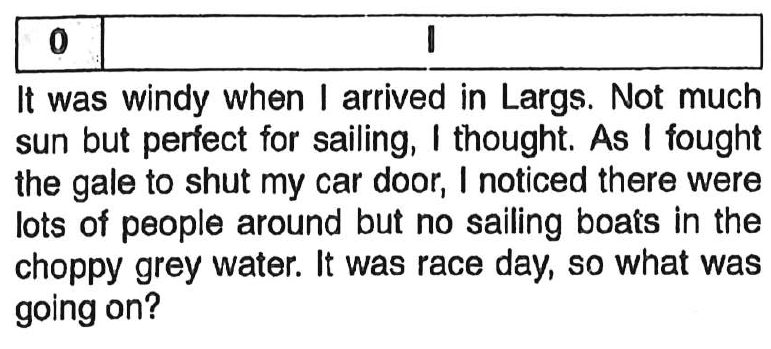 0 I
It was windy when I arrived in Largs. Not much
sun but perfect for sailing, I thought. As I fought
the gale to shut my car door, I noticed there were
lots of people around but no sailing boats in the
choppy grey water. It was race day, so what was
going on?